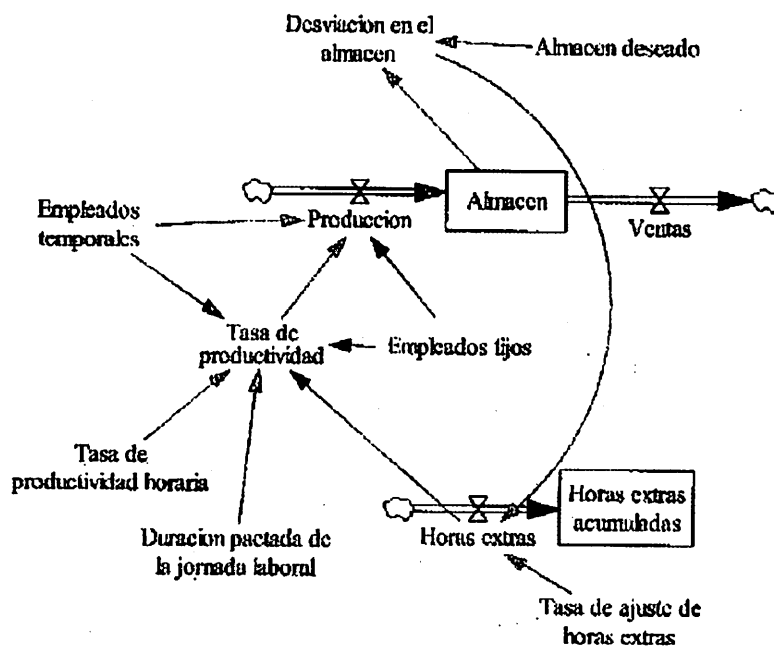 Desviacion en el
almacen
Almacen deseado
Almacen
Ventas
Empleados
temporales
Produccion
Tasa de
productividad
Empleados fijos
Tasa de
productividad horaria
Duracion pactada de
la jornada laboral
Horas extras
Horas extras
acumuladas
Tasa de ajuste de
horas extras